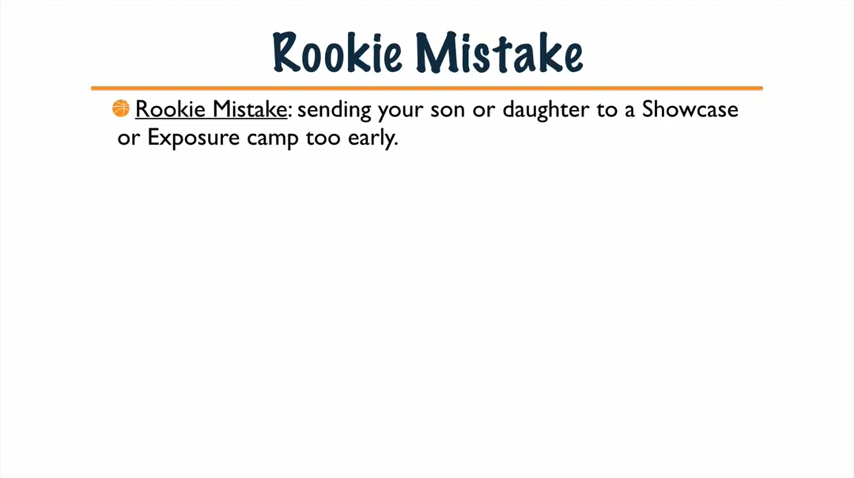 Rookie Mistake
Rookie Mistake: sending your son or daughter to a Showcase
or Exposure camp too early.